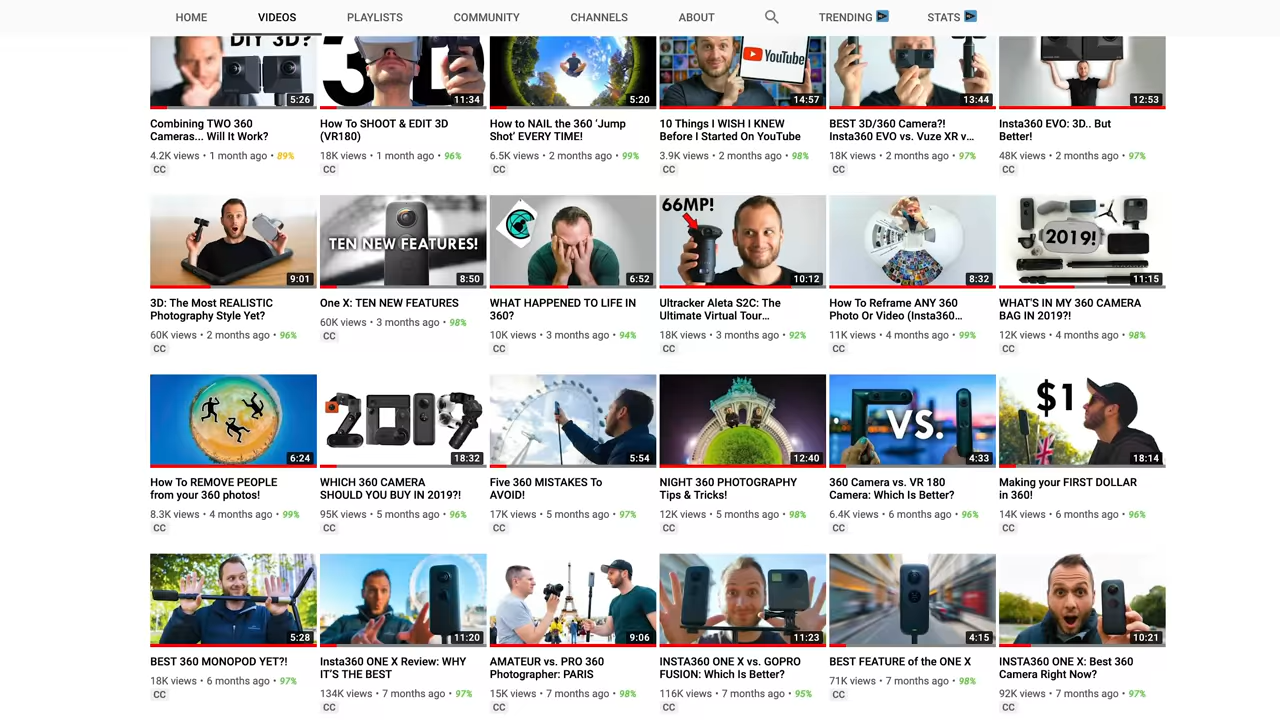 HOME VIDEOS PLAYLISTS COMMUNITY CHANNELS ABOUT TRENDING STATS
DIY 3D?
3D
YouTube
5:26 11:34 5:20 14:57 13:44 12:53
Combining TWO 360
Cameras... Will It Work?
4.2K views • 1 month ago • 89%
CC
How To SHOOT & EDIT 3D
(VR180)
18K views • 1 month ago • 96%
CC
How to NAIL the 360 ‘Jump
Shot’ EVERY TIME!
6.5K views • 2 months ago • 99%
CC
10 Things I WISH I KNEW
Before I Started On YouTube
3.9K views • 2 months ago • 98%
CC
BEST 3D/360 Camera?!
Insta360 EVO vs. Vuze XR v...
18K views • 2 months ago • 97%
CC
Insta360 EVO: 3D.. But
Better!
48K views • 2 months ago • 97%
CC
TEN NEW FEATURES!
66MP!
2019!
9:01 8:50 6:52 10:12 8:32 11:15
3D: The Most REALISTIC
Photography Style Yet?
60K views • 2 months ago • 96%
CC
One X: TEN NEW FEATURES
60K views • 3 months ago • 98%
CC
WHAT HAPPENED TO LIFE IN
360?
10K views • 3 months ago • 94%
CC
Ultracker Aleta S2C: The
Ultimate Virtual Tour...
18K views • 3 months ago • 92%
CC
How To Reframe ANY 360
Photo Or Video (Insta360...
11K views • 4 months ago • 99%
CC
WHAT'S IN MY 360 CAMERA
BAG IN 2019?!
12K views • 4 months ago • 98%
CC
VS.
$1
6:24 18:32 5:54 12:40 4:33 18:14
How To REMOVE PEOPLE
from your 360 photos!
8.3K views • 4 months ago • 99%
CC
WHICH 360 CAMERA
SHOULD YOU BUY IN 2019?!
95K views • 5 months ago • 96%
CC
Five 360 MISTAKES To
AVOID!
17K views • 5 months ago • 97%
CC
NIGHT 360 PHOTOGRAPHY
Tips & Tricks!
12K views • 5 months ago • 98%
CC
360 Camera vs. VR 180
Camera: Which Is Better?
6.4K views • 6 months ago • 96%
CC
Making your FIRST DOLLAR
in 360!
14K views • 6 months ago • 96%
CC
5:28 11:20 9:06 11:23 4:15 10:21
BEST 360 MONOPOD YET?!
18K views • 6 months ago • 97%
CC
Insta360 ONE X Review: WHY
IT'S THE BEST
134K views • 7 months ago • 97%
CC
AMATEUR vs. PRO 360
Photographer: PARIS
15K views • 7 months ago • 98%
CC
INSTA360 ONE X vs. GOPRO
FUSION: Which Is Better?
116K views • 7 months ago • 95%
CC
BEST FEATURE of the ONE X
71K views • 7 months ago • 98%
CC
INSTA360 ONE X: Best 360
Camera Right Now?
92K views • 7 months ago • 97%
CC